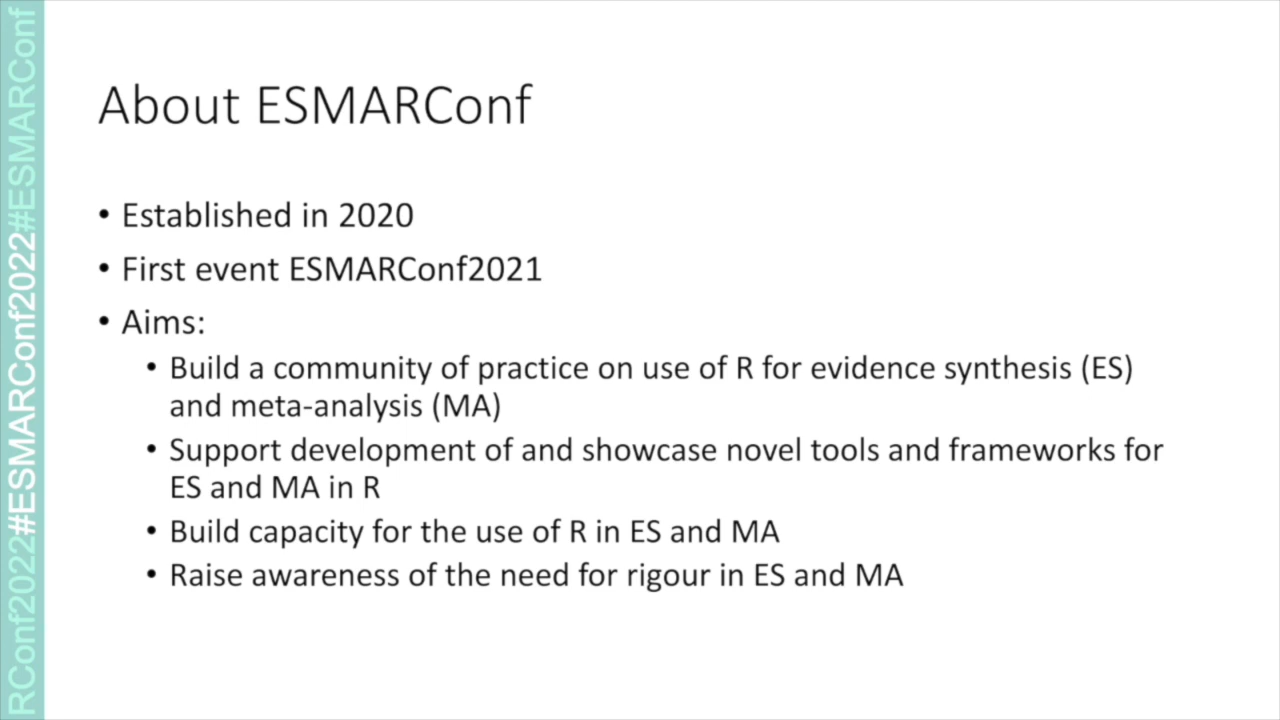 About ESMARConf
• Established in 2020
• First event ESMARConf2021
• Aims:
• Build a community of practice on use of R for evidence synthesis (ES)
and meta-analysis (MA)
• Support development of and showcase novel tools and frameworks for
ES and MA in R
• Build capacity for the use of R in ES and MA
• Raise awareness of the need for rigour in ES and MA
RConf2022#ESMARConf2022#ESMARConf